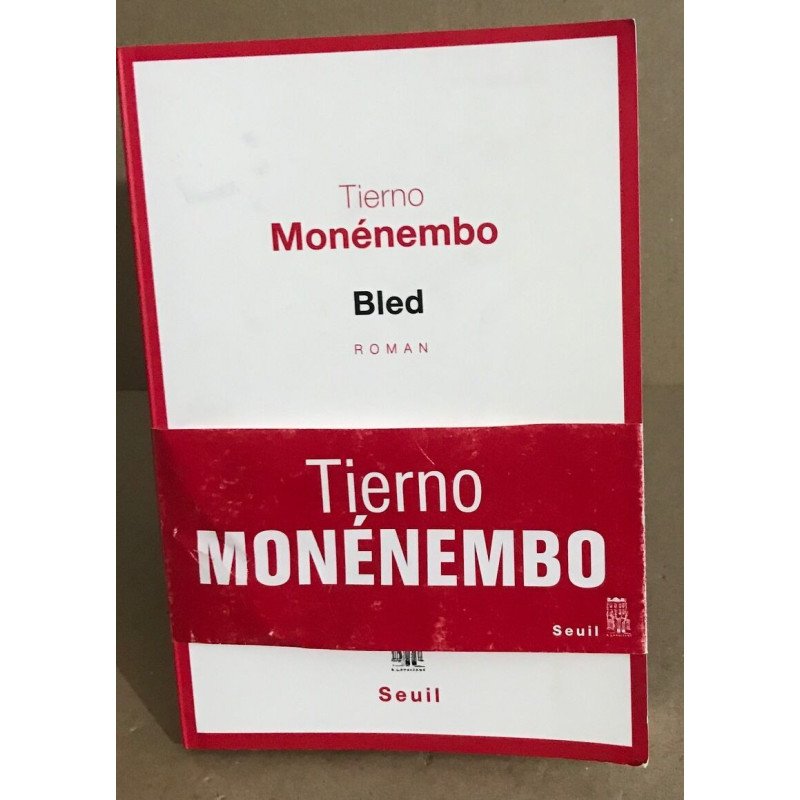 Tierno
Monénembo
Bled
ROMAN
Tierno
MONÉNEMBO
Seuil
Seuil